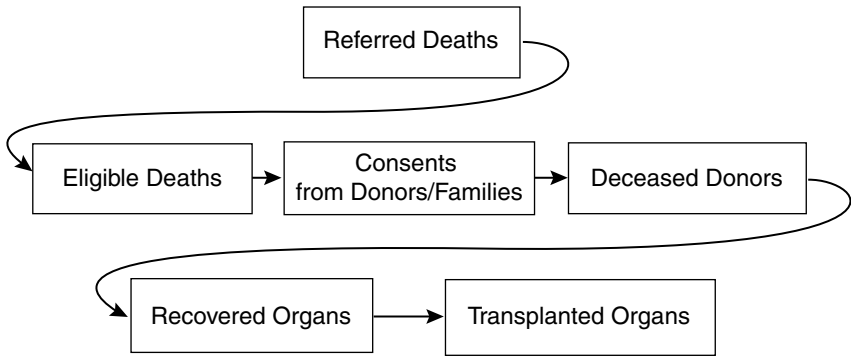 Referred Deaths
Eligible Deaths
Consents
from Donors/Families
Deceased Donors
Recovered Organs
Transplanted Organs